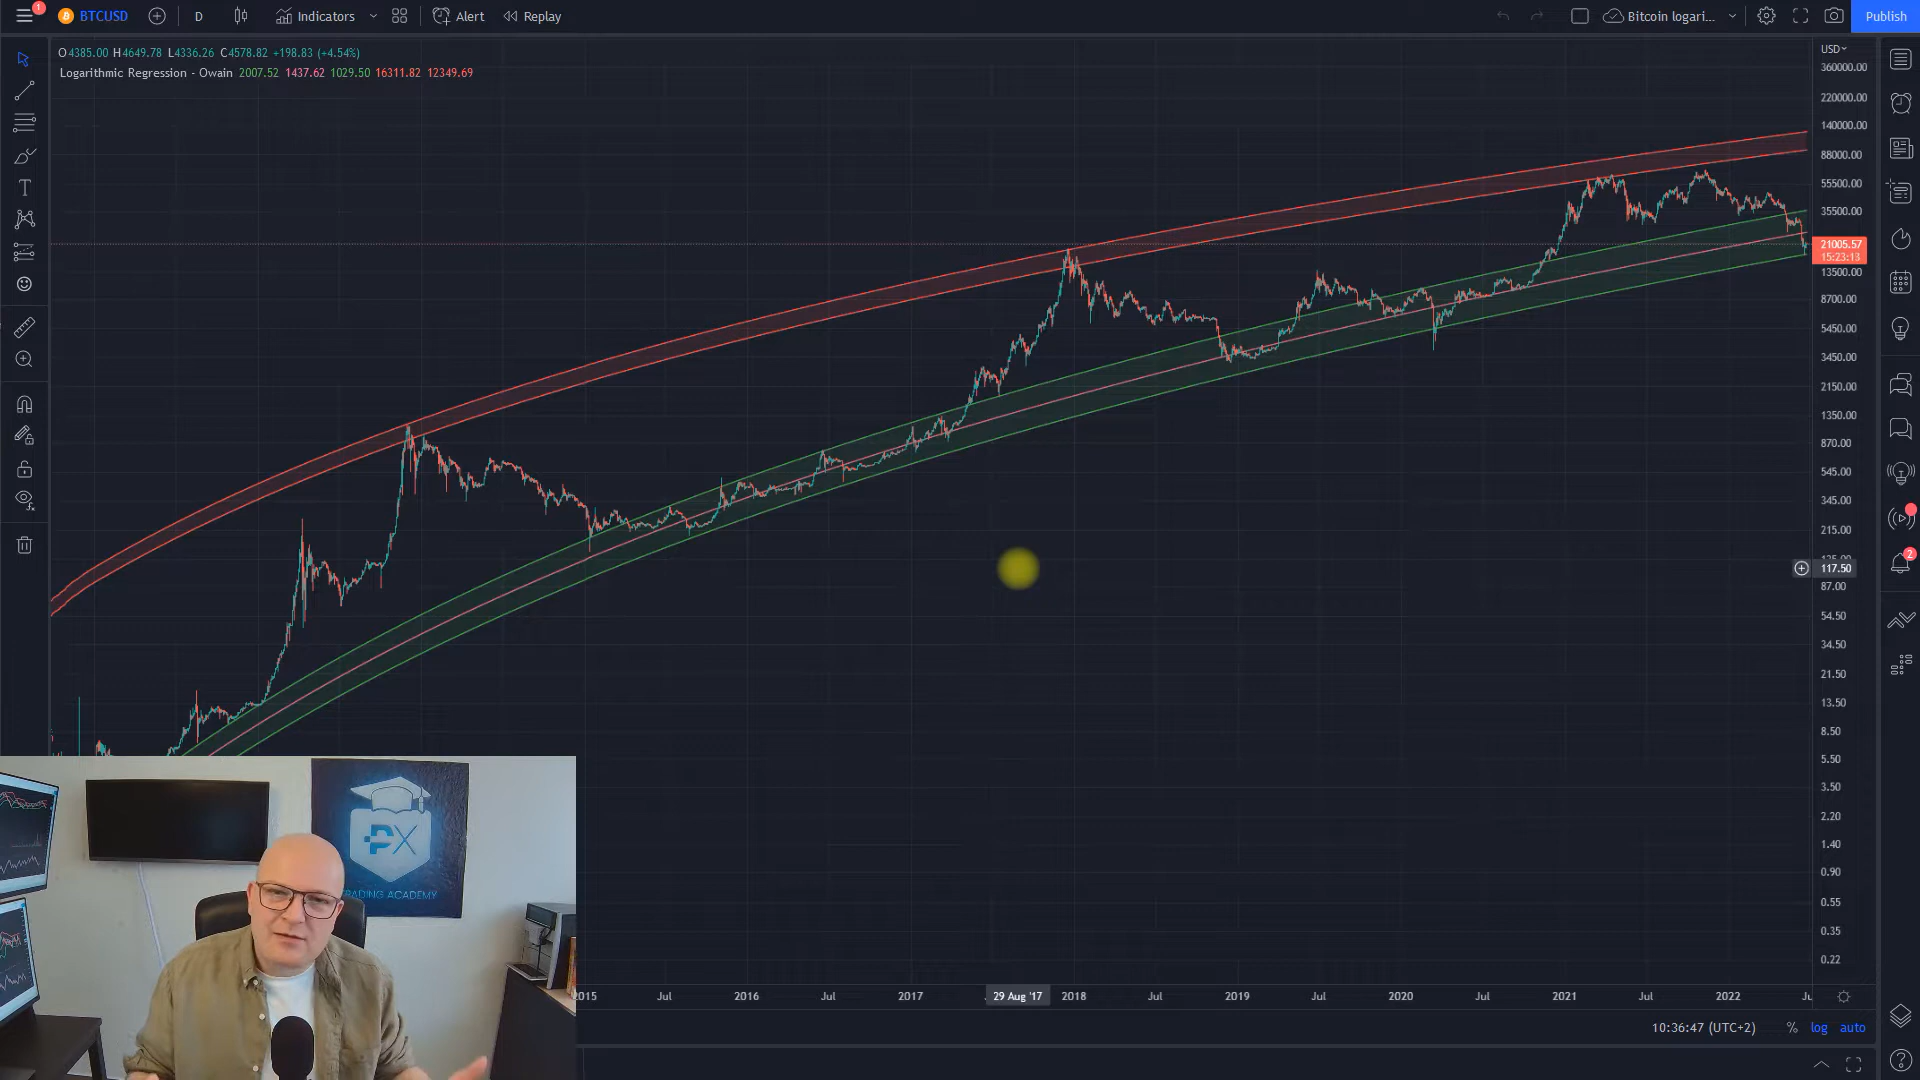 1
BTCUSD
D
Indicators
Alert
Replay
Bitcoin logari...
Publish
O4385.00 H4649.78 L4336.26 C4578.82 +198.83 (+4.54%)
Logarithmic Regression - Owain 2007.52 1437.62 1029.50 16311.82 12349.69
USD
360000.00
220000.00
140000.00
88000.00
55500.00
35500.00
21005.57
15:23:13
13500.00
8700.00
5450.00
3450.00
2150.00
1350.00
870.00
545.00
345.00
215.00
117.50
87.00
54.50
34.50
21.50
13.50
8.50
5.50
3.50
2.20
1.40
0.90
0.55
0.35
0.22
2
PX
TRADING ACADEMY
2015 Jul 2016 Jul 2017 29 Aug '17 2018 Jul 2019 Jul 2020 Jul 2021 Jul 2022
10:36:47 (UTC+2) % log auto